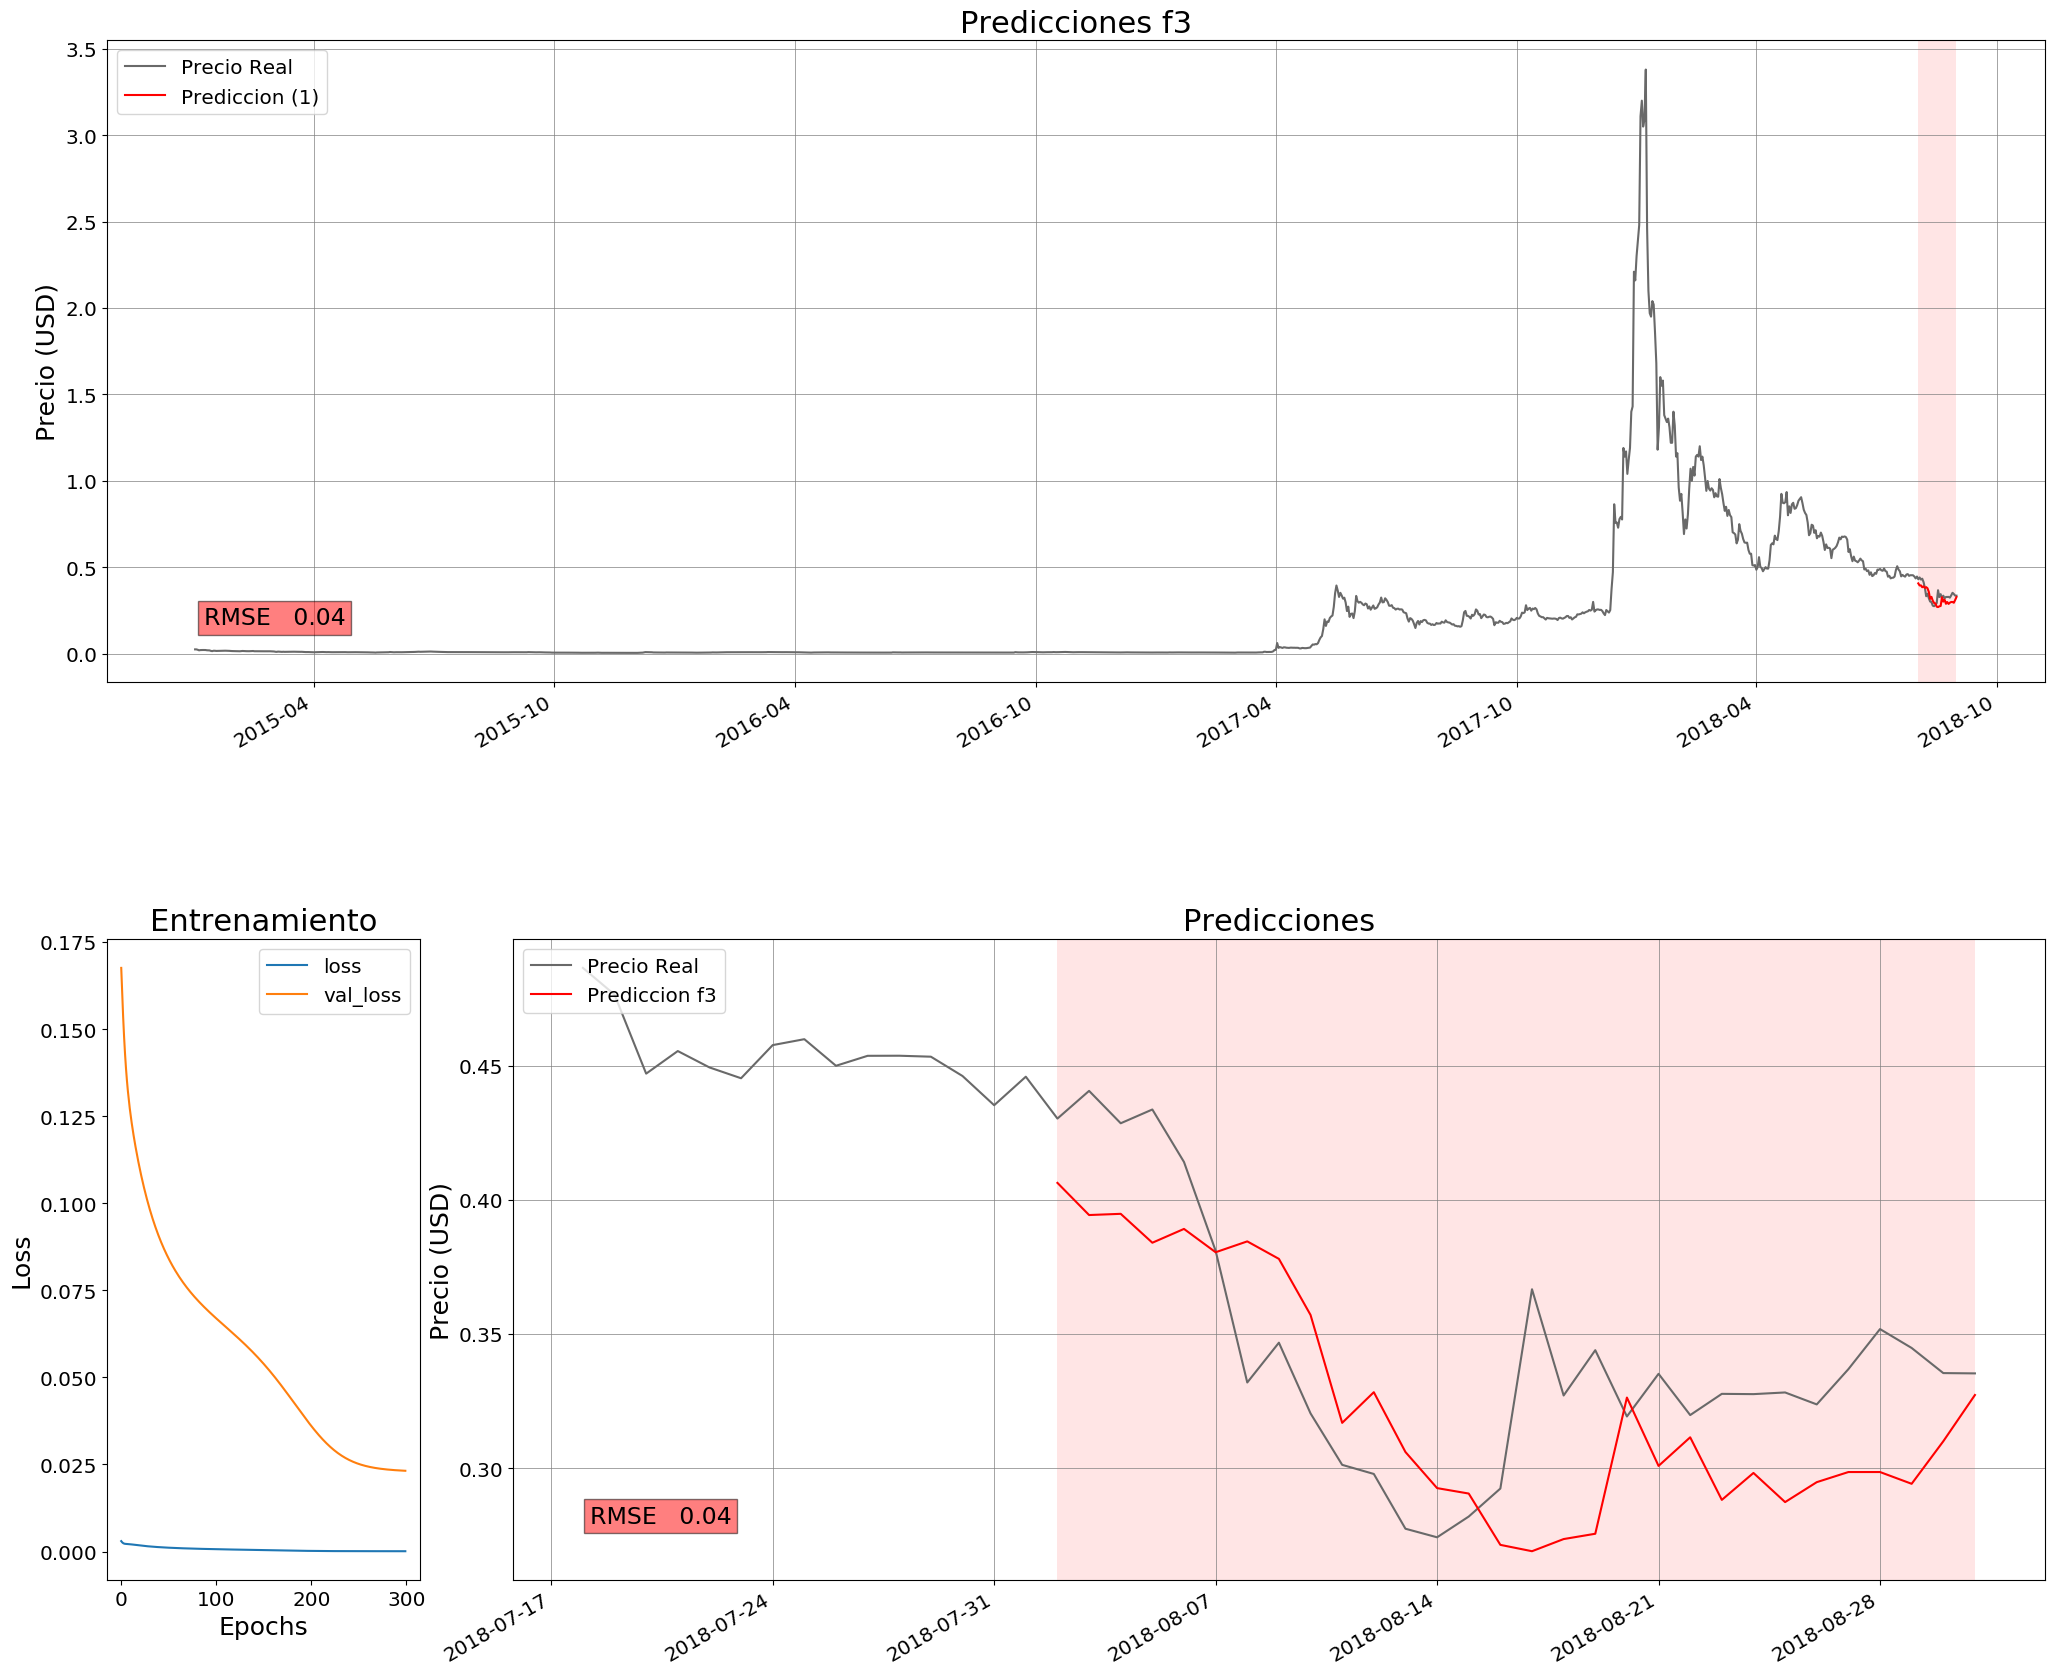 Predicciones f3
Precio Real
Prediccion (1)
Precio (USD)
3.5
3.0
2.5
2.0
1.5
1.0
0.5
0.0
RMSE 0.04
2015-04
2015-10
2016-04
2016-10
2017-04
2017-10
2018-04
2018-10
Entrenamiento
loss
val_loss
Loss
0.175
0.150
0.125
0.100
0.075
0.050
0.025
0.000
0
100
200
300
Epochs
Predicciones
Precio Real
Prediccion f3
Precio (USD)
0.45
0.40
0.35
0.30
RMSE 0.04
2018-07-17
2018-07-24
2018-07-31
2018-08-07
2018-08-14
2018-08-21
2018-08-28